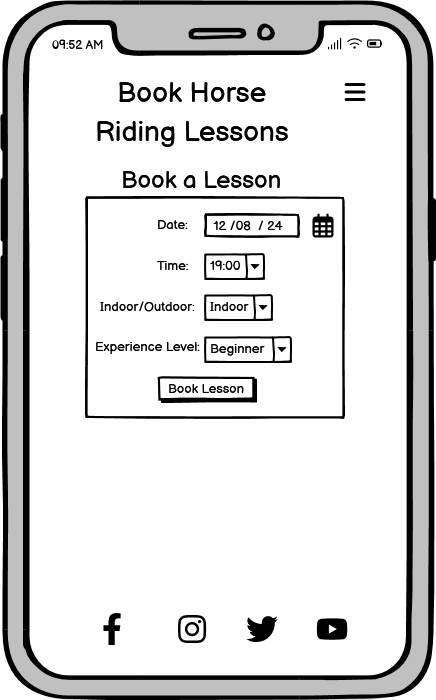 09:52 AM
Book Horse
Riding Lessons
Book a Lesson
Date: 12 /08 / 24
Time: 19:00
Indoor/Outdoor: Indoor
Experience Level: Beginner
Book Lesson